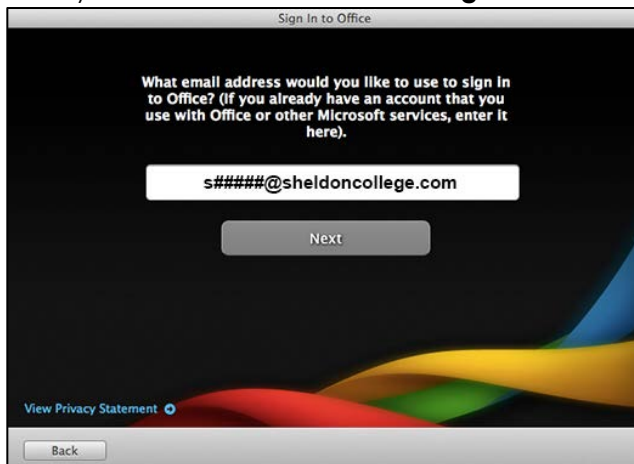 Sign In to Office
What email address would you like to use to sign in
to Office? (If you already have an account that you
use with Office or other Microsoft services, enter it
here).
s#####@sheldoncollege.com
Next
View Privacy Statement
Back